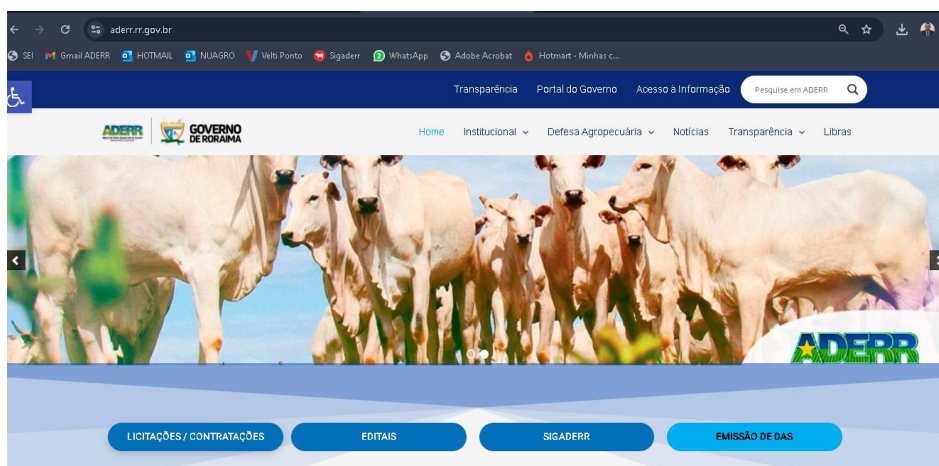 aderr.rr.gov.br
SEI Gmail ADERR HOTMAIL NUAGRO Velti Ponto Sigaderr WhatsApp Adobe Acrobat Hotmart - Minhas c...
Transparência Portal do Governo Acesso à Informação Pesquise em ADERR
ADERR GOVERNO DE RORAIMA
Home Institucional Defesa Agropecuária Notícias Transparência Libras
ADERR
LICITAÇÕES / CONTRATAÇÕES EDITAIS SIGADERR EMISSÃO DE DAS